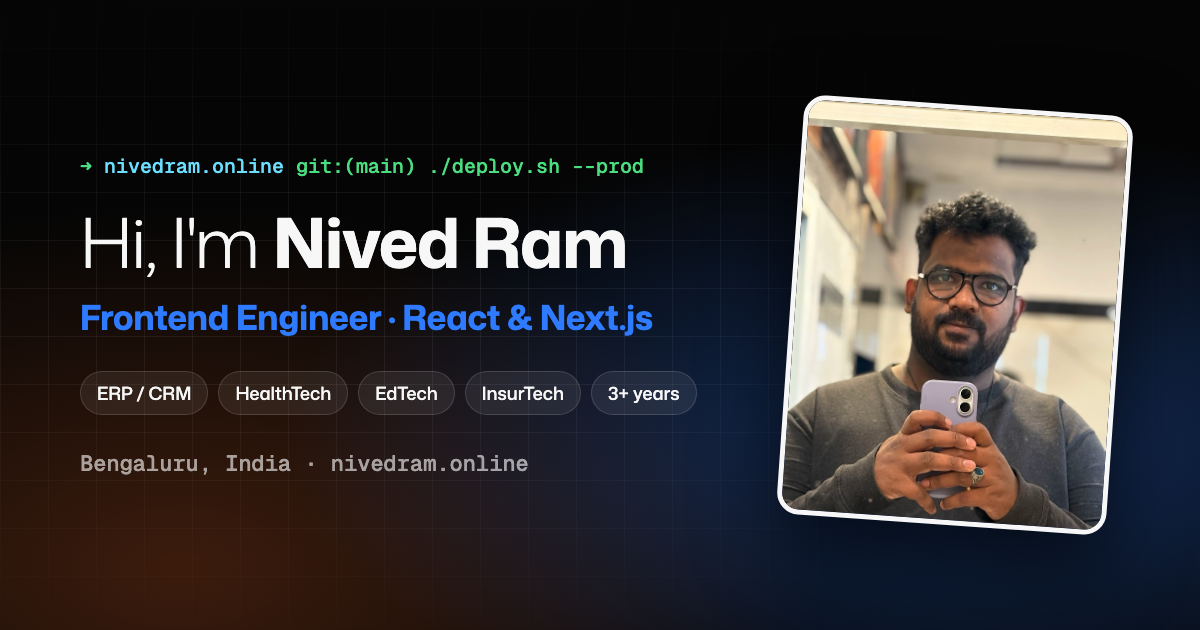 → nivedram.online git:(main) ./deploy.sh --prod
Hi, I'm Nived Ram
Frontend Engineer · React & Next.js
ERP / CRM HealthTech EdTech InsurTech 3+ years
Bengaluru, India · nivedram.online